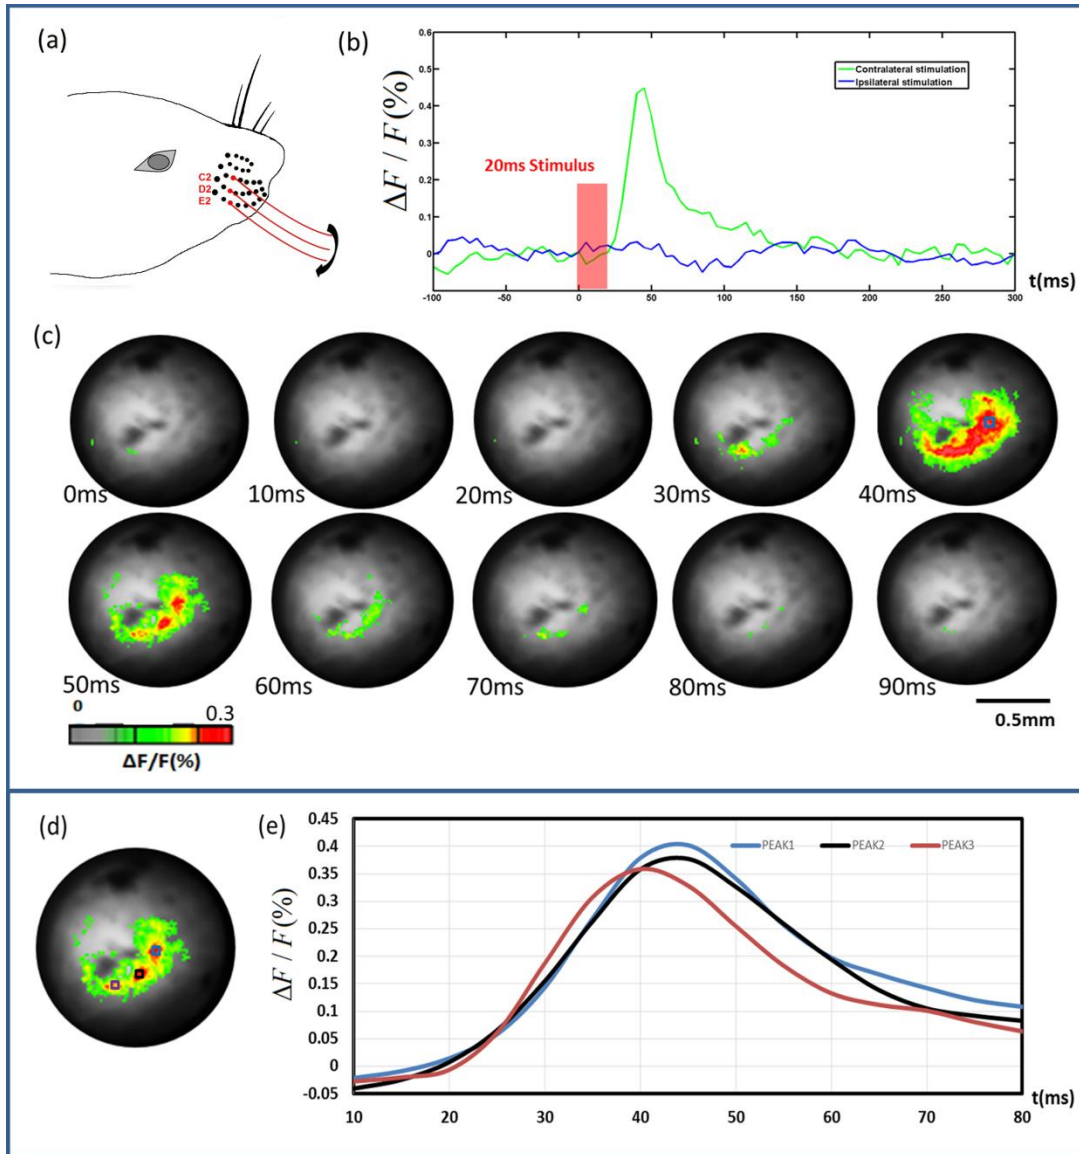 (a)
C2
D2
E2
(b)
ΔF / F(%)
0.6
0.5
0.4
0.3
0.2
0.1
0
-0.1
Contralateral stimulation
Ipsilateral stimulation
20ms Stimulus
-100 -50 0 50 100 150 200 250 300
t(ms)
(c)
0ms 10ms 20ms 30ms 40ms
50ms 60ms 70ms 80ms 90ms
0 0.3
ΔF/F(%)
0.5mm
(d)
(e)
ΔF / F(%)
0.45
0.4
0.35
0.3
0.25
0.2
0.15
0.1
0.05
0
-0.05
PEAK1 PEAK2 PEAK3
10 20 30 40 50 60 70 80
t(ms)